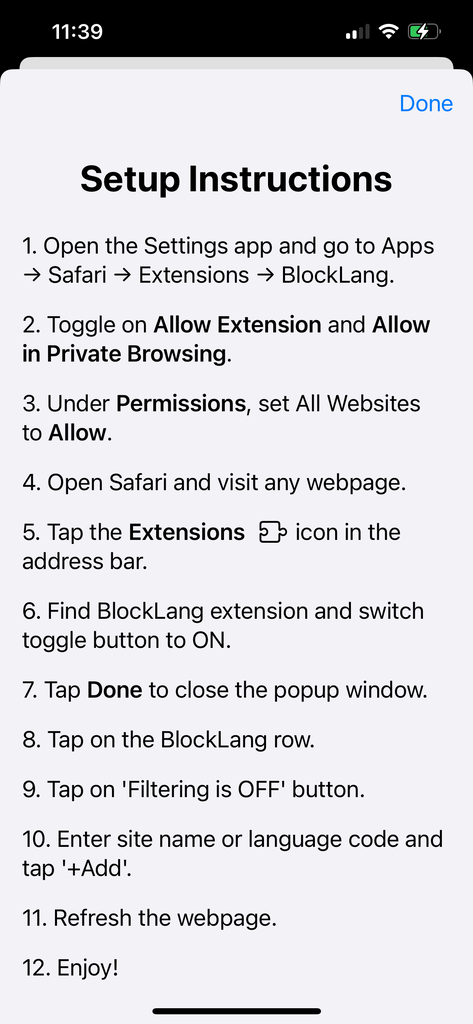 11:39
Done
Setup Instructions
1. Open the Settings app and go to Apps
→ Safari → Extensions → BlockLang.
2. Toggle on Allow Extension and Allow
in Private Browsing.
3. Under Permissions, set All Websites
to Allow.
4. Open Safari and visit any webpage.
5. Tap the Extensions icon in the
address bar.
6. Find BlockLang extension and switch
toggle button to ON.
7. Tap Done to close the popup window.
8. Tap on the BlockLang row.
9. Tap on 'Filtering is OFF' button.
10. Enter site name or language code and
tap '+Add'.
11. Refresh the webpage.
12. Enjoy!